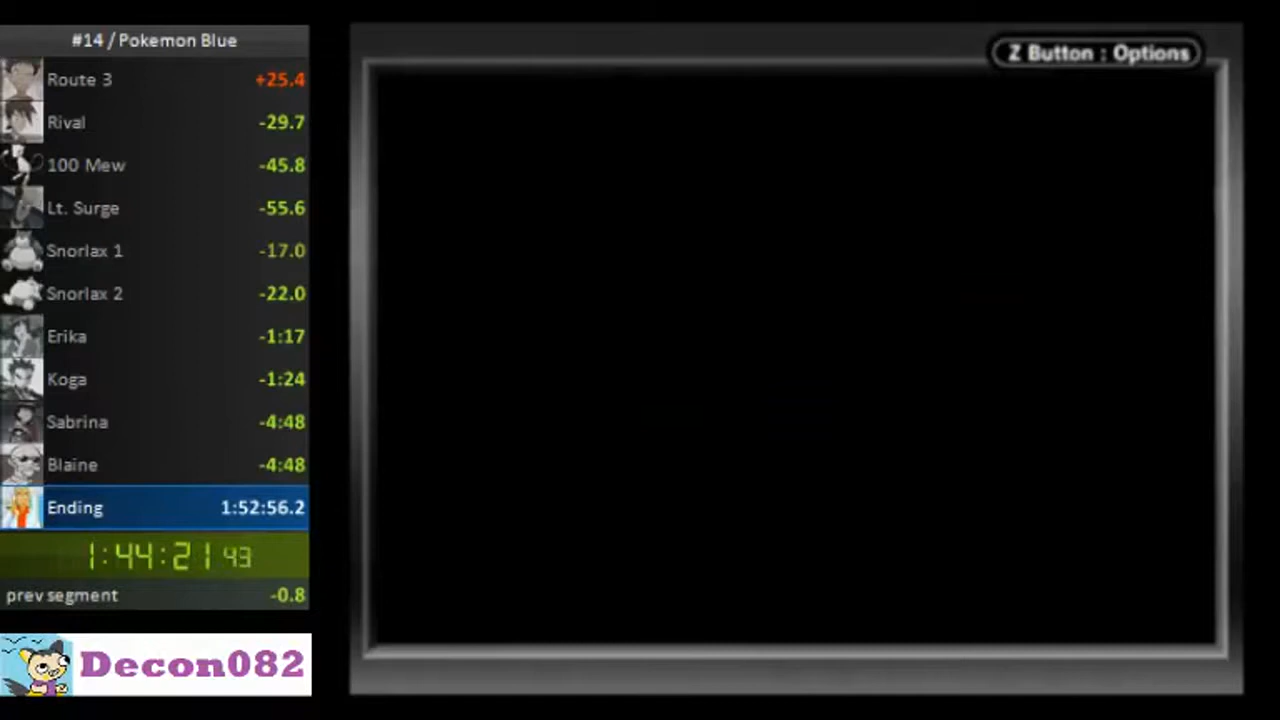 #14 / Pokemon Blue
Z Button : Options
Route 3 +25.4
Rival -29.7
100 Mew -45.8
Lt. Surge -55.6
Snorlax 1 -17.0
Snorlax 2 -22.0
Erika -1:17
Koga -1:24
Sabrina -4:48
Blaine -4:48
Ending 1:52:56.2
1:44:21 43
prev segment -0.8
Decon082